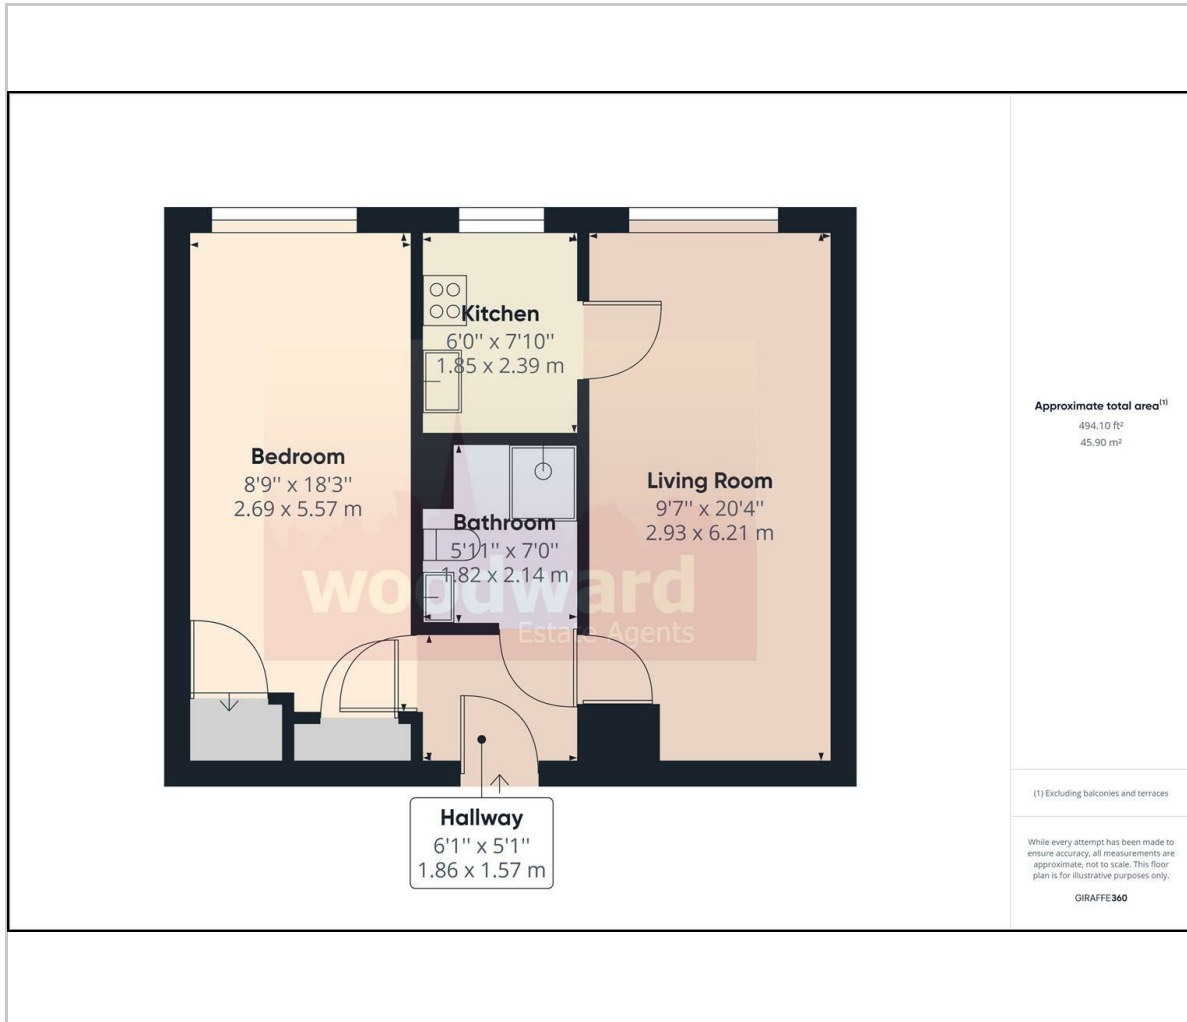 Kitchen
6'0" x 7'10"
1.85 x 2.39 m
Bedroom
8'9" x 18'3"
2.69 x 5.57 m
Living Room
9'7" x 20'4"
2.93 x 6.21 m
Bathroom
5'11" x 7'0"
1.82 x 2.14 m
woodward
Estate Agents
Hallway
6'1" x 5'1"
1.86 x 1.57 m
Approximate total area(1)
494.10 ft²
45.90 m²
(1) Excluding balconies and terraces
While every attempt has been made to
ensure accuracy, all measurements are
approximate, not to scale. This floor
plan is for illustrative purposes only.
GIRAFFE360